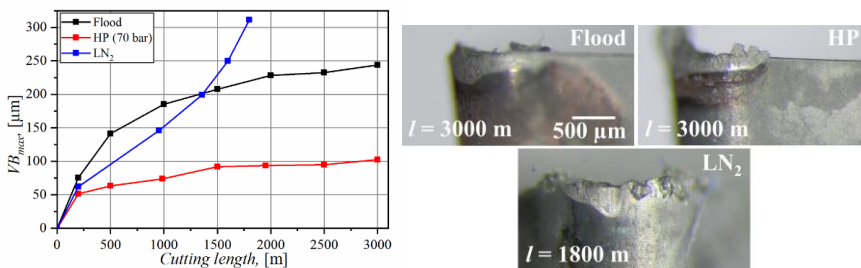 300
250
200
150
100
50
0
VBmax, [µm]
Flood
HP (70 bar)
LN2
0 500 1000 1500 2000 2500 3000
Cutting length, [m]
Flood
l = 3000 m
500 µm
HP
l = 3000 m
LN2
l = 1800 m